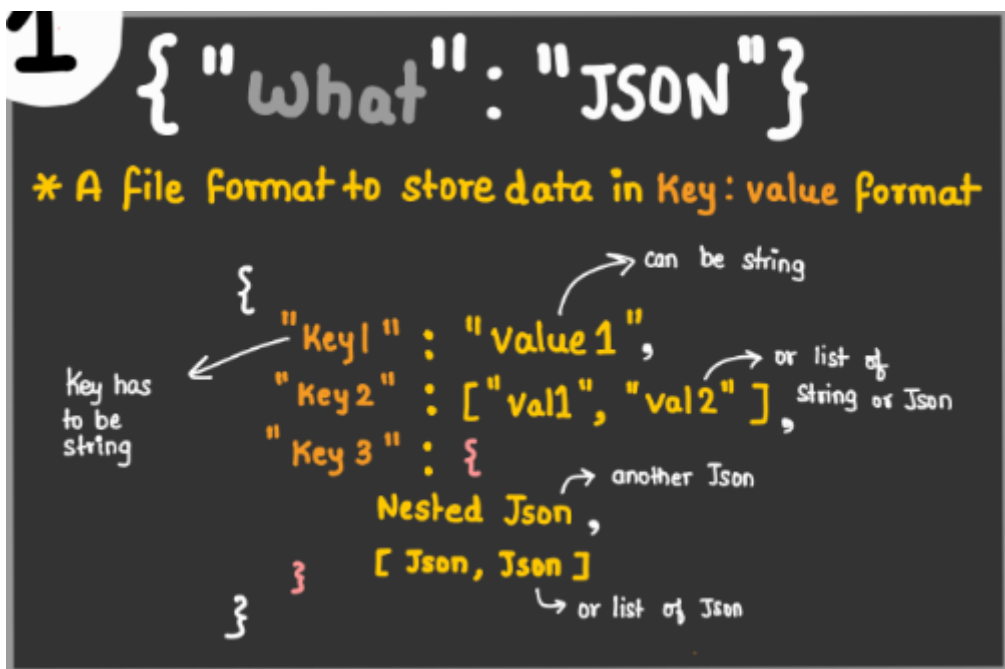 1
{"What": "JSON"}
* A file format to store data in Key: value format
can be string
{
"Key1" : "Value 1",
or list of
string or Json
Key has
to be
string
"Key 2" : ["val1", "val2"],
"Key 3" : {
another Json
Nested Json,
[ Json, Json ]
}
or list of Json
}